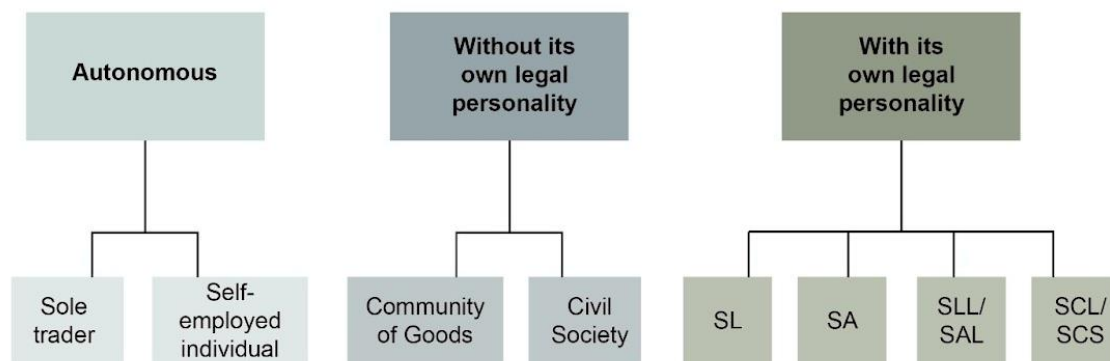 Autonomous
Without its
own legal
personality
With its
own legal
personality
Sole
trader
Self-
employed
individual
Community
of Goods
Civil
Society
SL
SA
SLL/
SAL
SCL/
SCS